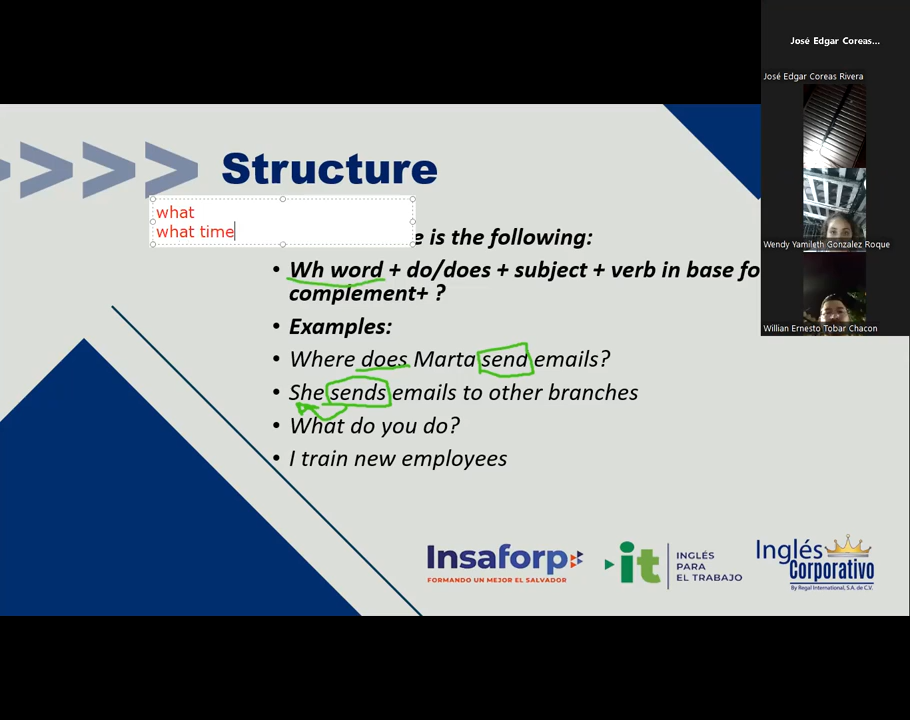 José Edgar Coreas...
José Edgar Coreas Rivera
Structure
what
what time
e is the following:
• Wh word + do/does + subject + verb in base fo
complement+ ?
• Examples:
• Where does Marta send emails?
• She sends emails to other branches
• What do you do?
• I train new employees
Wendy Yamileth Gonzalez Roque
Willian Ernesto Tobar Chacon
Insaforp
FORMANDO UN MEJOR EL SALVADOR
it
INGLÉS
PARA
EL TRABAJO
Inglés
Corporativo
By Regal International, S.A. de C.V.